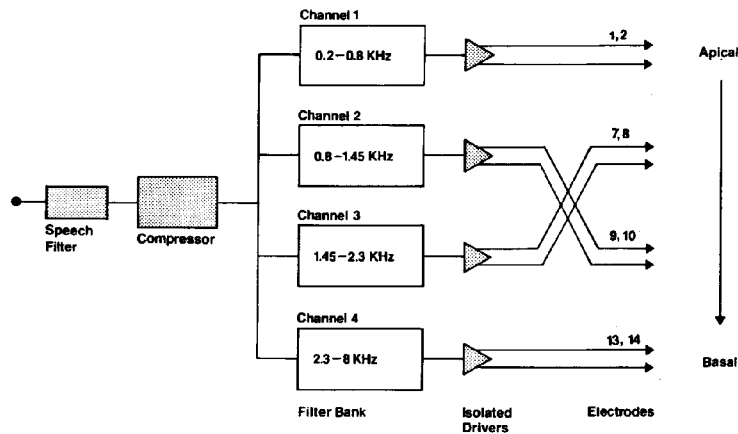 Channel 1
0.2–0.8 KHz
1, 2
Apical
Channel 2
0.8–1.45 KHz
7, 8
Speech
Filter
Compressor
Channel 3
1.45–2.3 KHz
9, 10
Channel 4
2.3–8 KHz
13, 14
Basal
Filter Bank
Isolated
Drivers
Electrodes